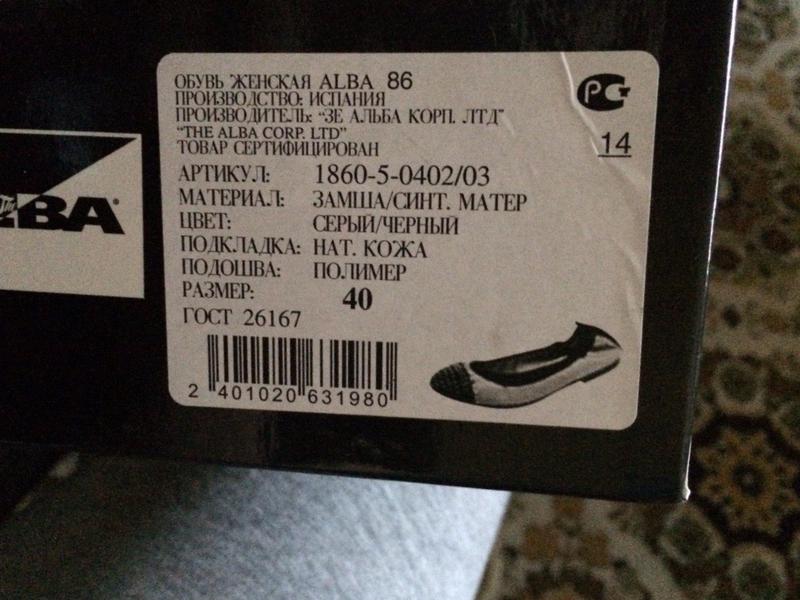 ОБУВЬ ЖЕНСКАЯ ALBA 86
ПРОИЗВОДСТВО: ИСПАНИЯ
ПРОИЗВОДИТЕЛЬ: "ЗЕ АЛЬБА КОРП. ЛТД"
"THE ALBA CORP. LTD"
ТОВАР СЕРТИФИЦИРОВАН
РСТ
14
АРТИКУЛ: 1860-5-0402/03
МАТЕРИАЛ: ЗАМША/СИНТ. МАТЕР
ЦВЕТ: СЕРЫЙ/ЧЕРНЫЙ
ПОДКЛАДКА: НАТ. КОЖА
ПОДОШВА: ПОЛИМЕР
РАЗМЕР: 40
ГОСТ 26167
2 401020 631980